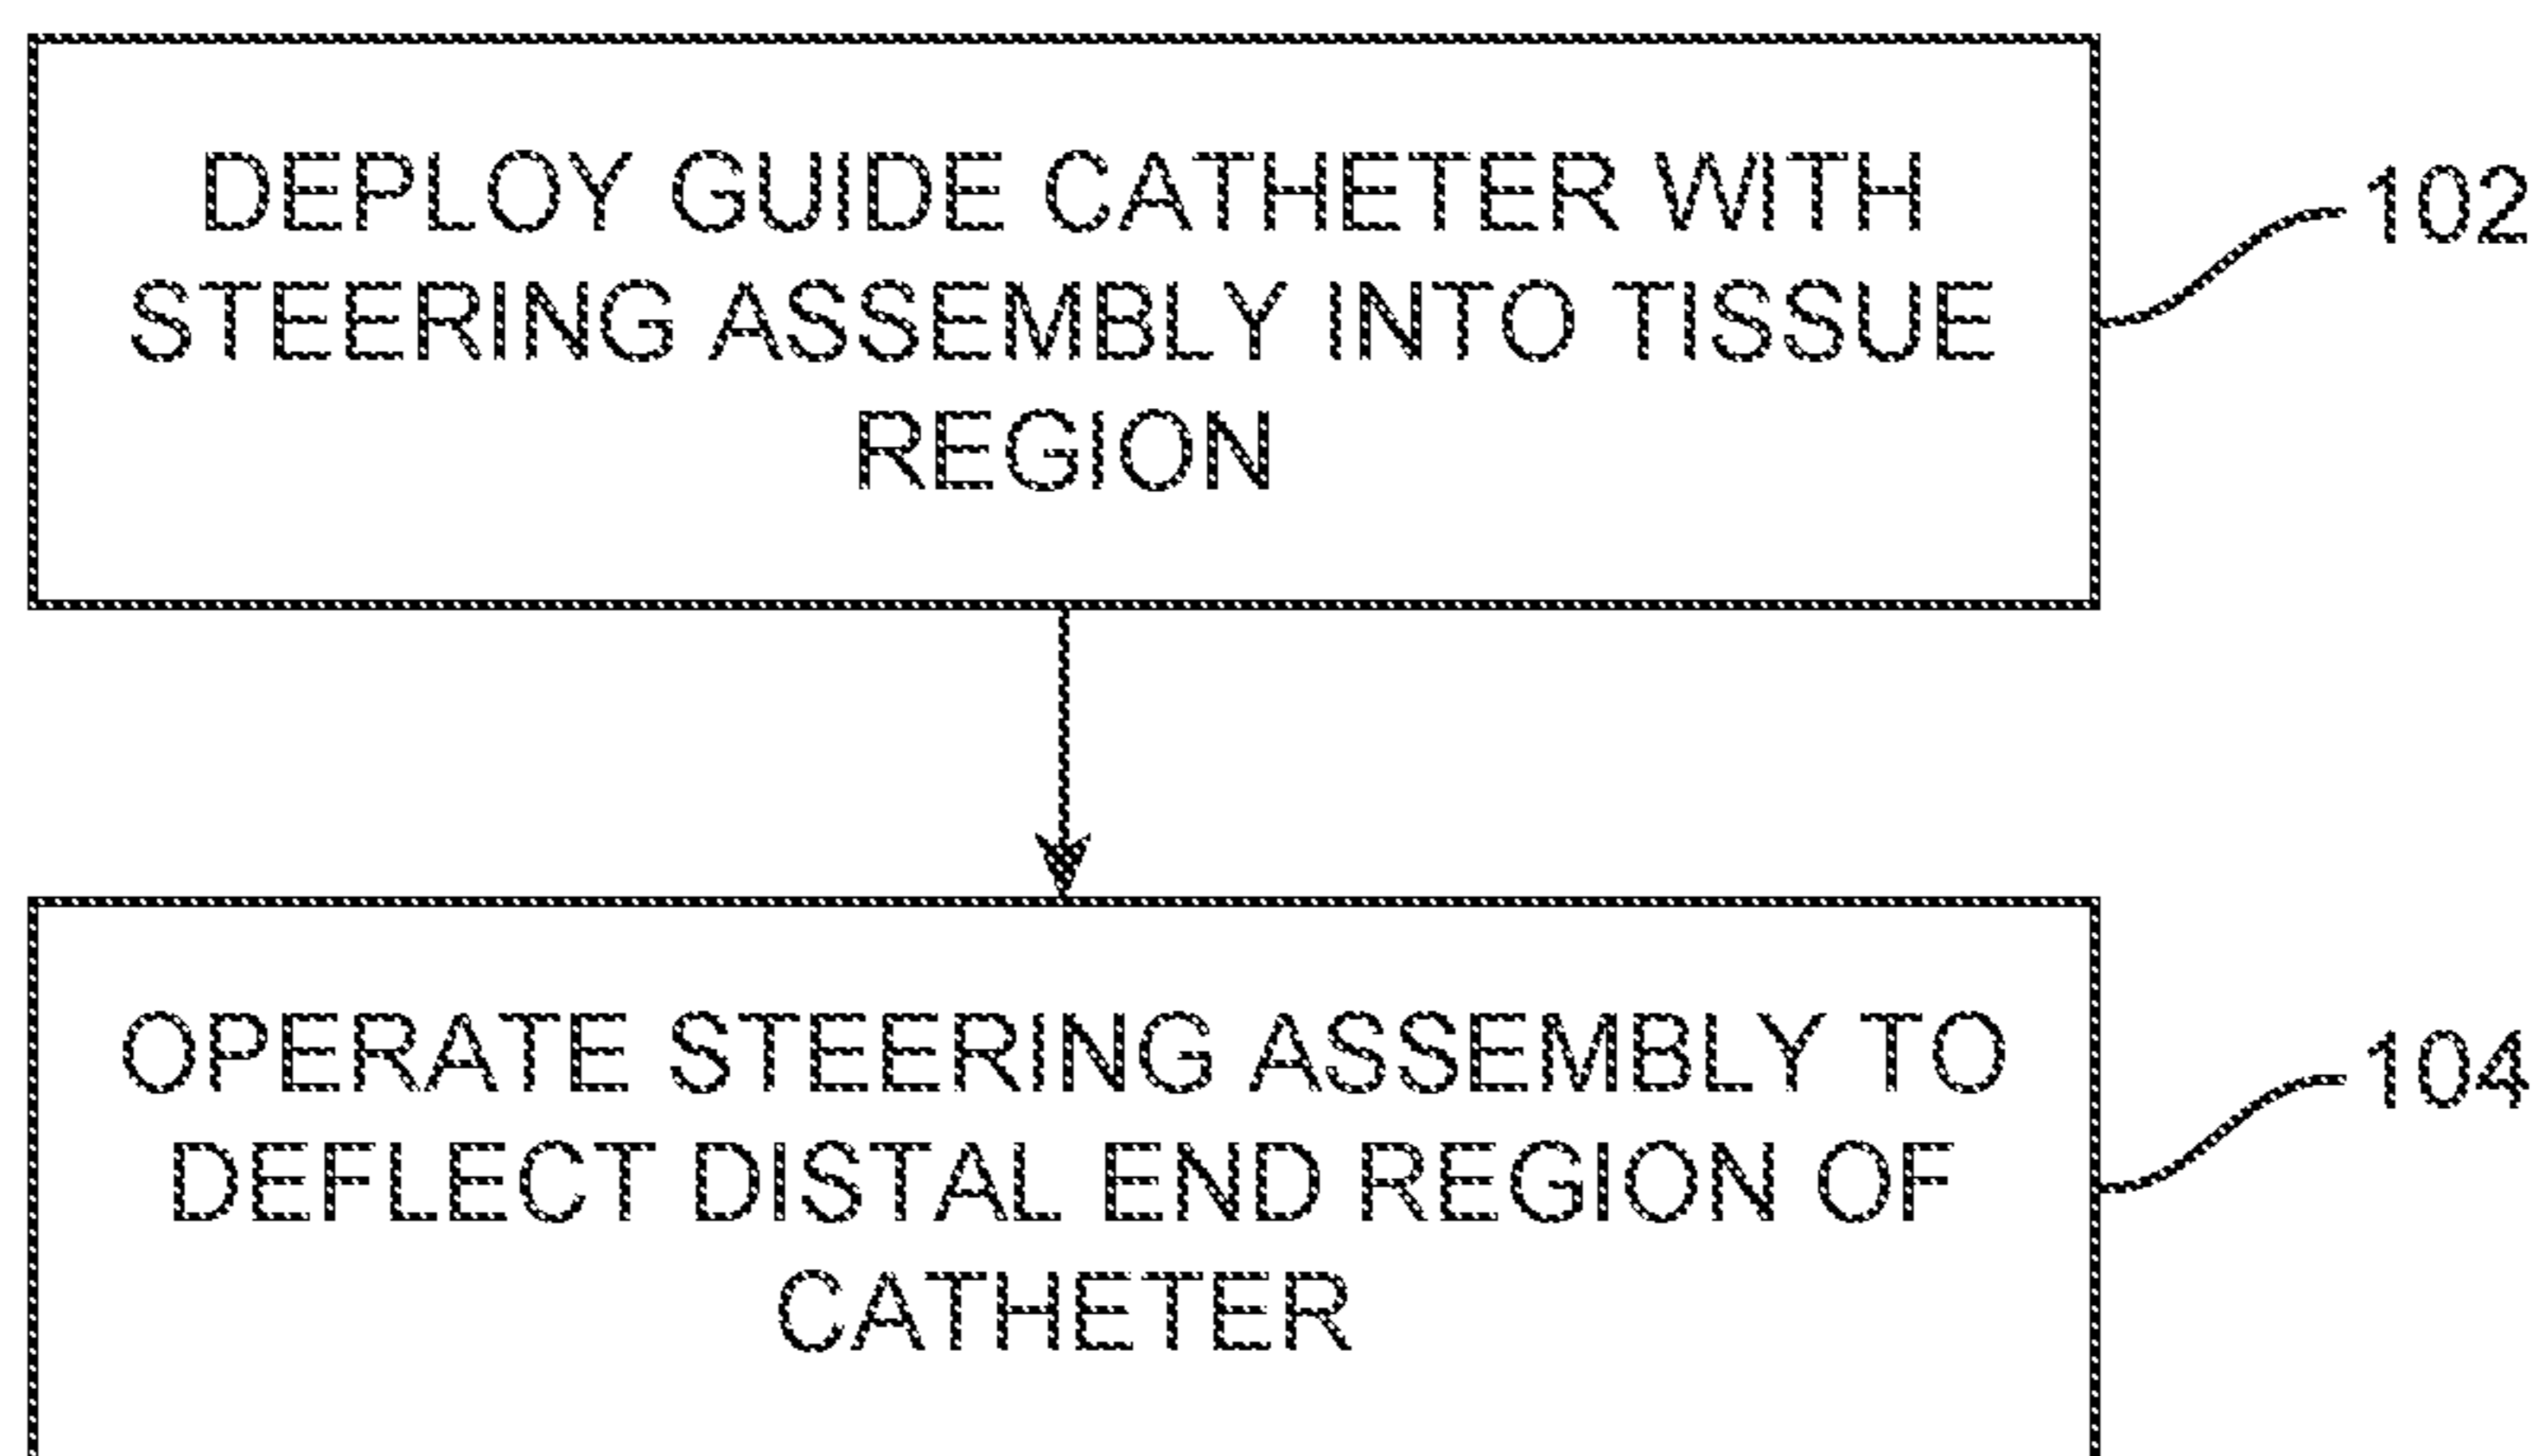 DEPLOY GUIDE CATHETER WITH
STEERING ASSEMBLY INTO TISSUE
REGION
102
OPERATE STEERING ASSEMBLY TO
DEFLECT DISTAL END REGION OF
CATHETER
104